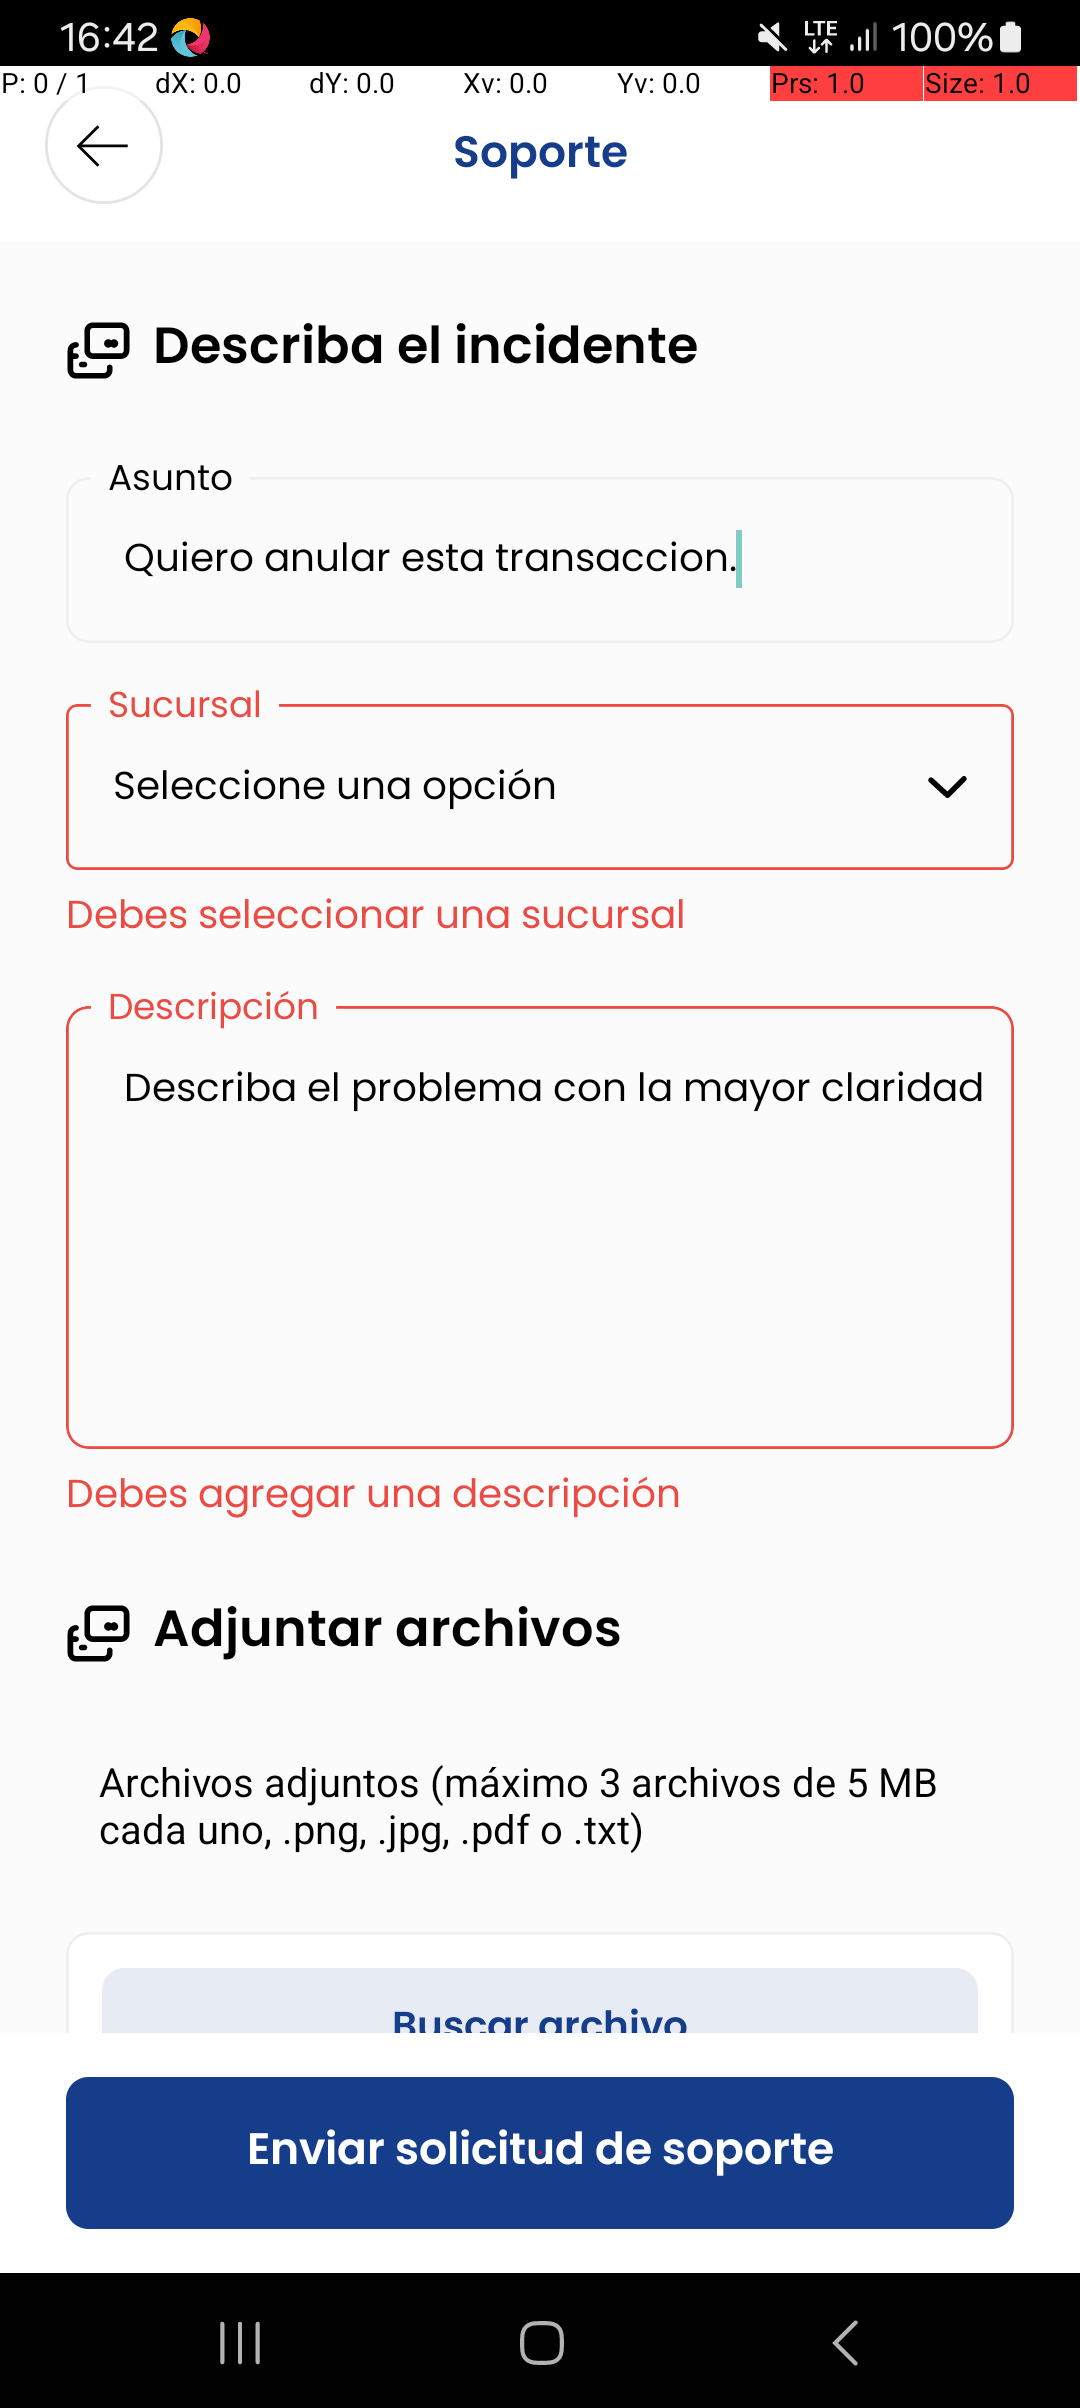 16:42 LTE 100%
P: 0 / 1 dX: 0.0 dY: 0.0 Xv: 0.0 Yv: 0.0 Prs: 1.0 Size: 1.0
Soporte
Describa el incidente
Asunto
Quiero anular esta transaccion.
Sucursal
Seleccione una opción
Debes seleccionar una sucursal
Descripción
Describa el problema con la mayor claridad
Debes agregar una descripción
Adjuntar archivos
Archivos adjuntos (máximo 3 archivos de 5 MB
cada uno, .png, .jpg, .pdf o .txt)
Buscar archivo
Enviar solicitud de soporte